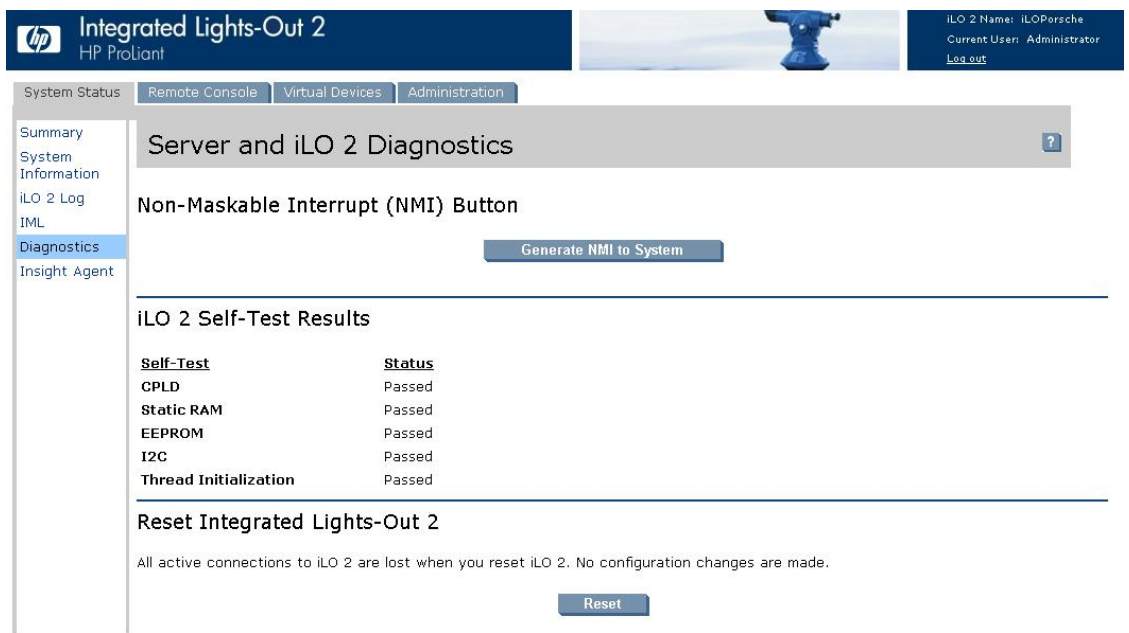 hp Integrated Lights-Out 2
HP ProLiant
iLO 2 Name: iLOPorsche
Current User: Administrator
Log out
System Status Remote Console Virtual Devices Administration
Summary
System
Information
iLO 2 Log
IML
Diagnostics
Insight Agent
Server and iLO 2 Diagnostics ?
Non-Maskable Interrupt (NMI) Button
Generate NMI to System
iLO 2 Self-Test Results
Self-Test Status
CPLD Passed
Static RAM Passed
EEPROM Passed
I2C Passed
Thread Initialization Passed
Reset Integrated Lights-Out 2
All active connections to iLO 2 are lost when you reset iLO 2. No configuration changes are made.
Reset